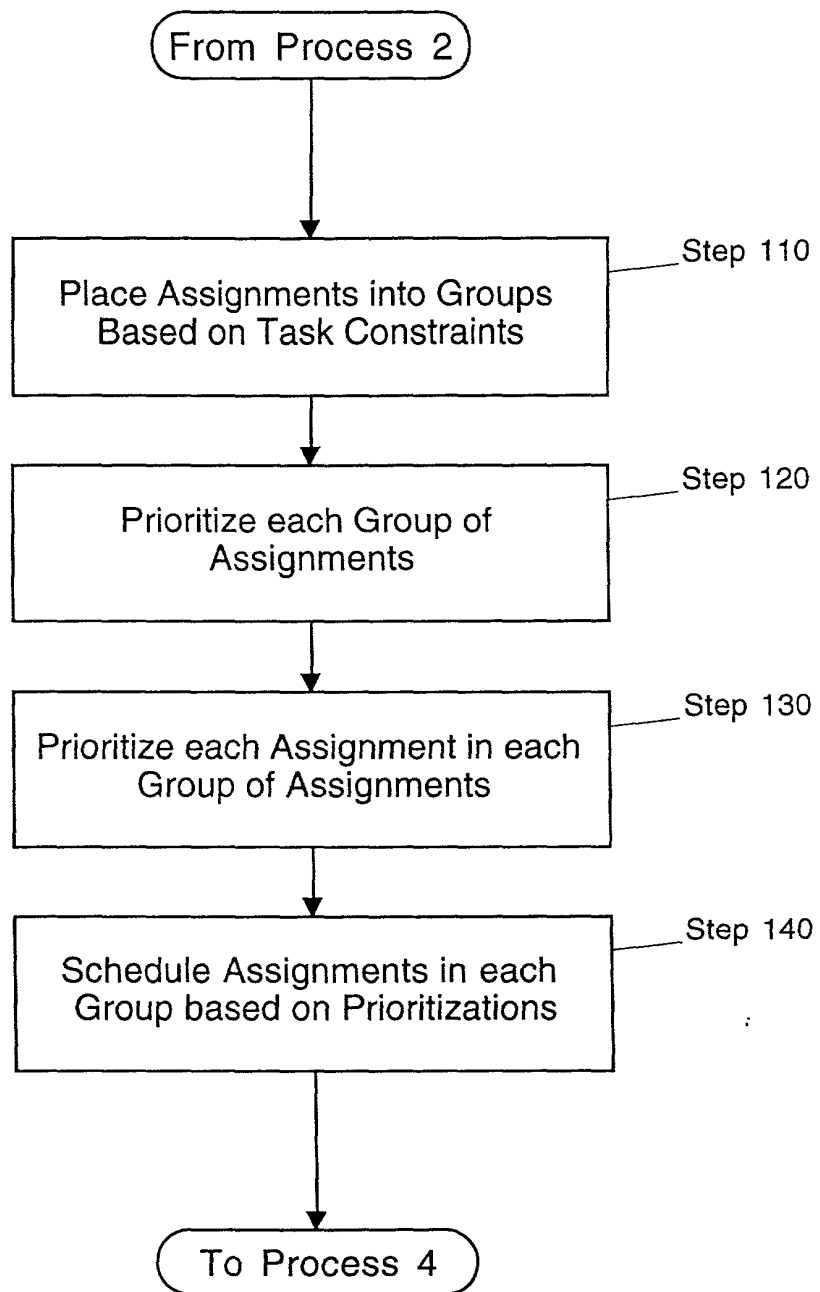 From Process 2
Step 110
Place Assignments into Groups
Based on Task Constraints
Step 120
Prioritize each Group of
Assignments
Step 130
Prioritize each Assignment in each
Group of Assignments
Step 140
Schedule Assignments in each
Group based on Prioritizations
To Process 4